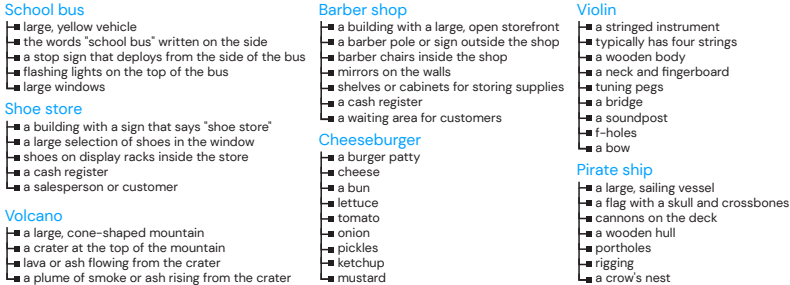 School bus
large, yellow vehicle
the words "school bus" written on the side
a stop sign that deploys from the side of the bus
flashing lights on the top of the bus
large windows
Shoe store
a building with a sign that says "shoe store"
a large selection of shoes in the window
shoes on display racks inside the store
a cash register
a salesperson or customer
Volcano
a large, cone-shaped mountain
a crater at the top of the mountain
lava or ash flowing from the crater
a plume of smoke or ash rising from the crater
Barber shop
a building with a large, open storefront
a barber pole or sign outside the shop
barber chairs inside the shop
mirrors on the walls
shelves or cabinets for storing supplies
a cash register
a waiting area for customers
Cheeseburger
a burger patty
cheese
a bun
lettuce
tomato
onion
pickles
ketchup
mustard
Violin
a stringed instrument
typically has four strings
a wooden body
a neck and fingerboard
tuning pegs
a bridge
a soundpost
f-holes
a bow
Pirate ship
a large, sailing vessel
a flag with a skull and crossbones
cannons on the deck
a wooden hull
portholes
rigging
a crow's nest